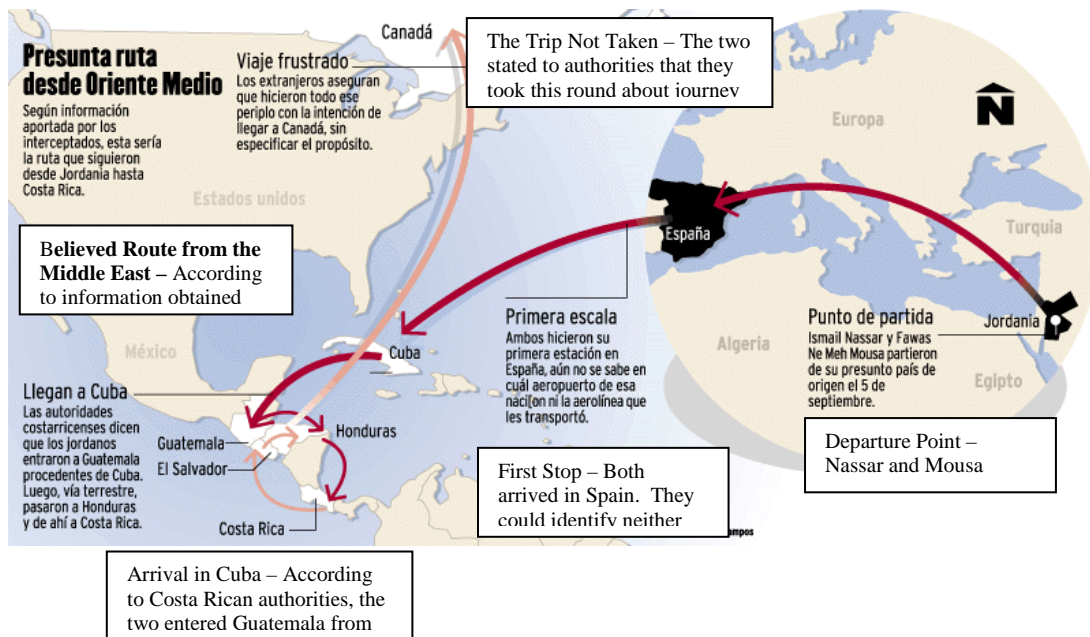 Presunta ruta
desde Oriente Medio
Según información
aportada por los
interceptados, esta sería
la ruta que siguieron
desde Jordania hasta
Costa Rica.
Viaje frustrado
Los extranjeros aseguran
que hicieron todo ese
periplo con la intención de
llegar a Canadá, sin
especificar el propósito.
Canadá
The Trip Not Taken – The two
stated to authorities that they
took this round about journey
N
Europa
Estados unidos
España
Turquia
Believed Route from the
Middle East – According
to information obtained
Primera escala
Ambos hicieron su
primera estación en
España, aún no se sabe en
cuál aeropuerto de esa
nación ni la aerolínea que
les transportó.
Argelia
Punto de partida
Ismail Nassar y Fawas
Ne Meh Mousa partieron
de su presunto país de
origen el 5 de
septiembre.
Jordania
Egipto
México
Cuba
Llegan a Cuba
Las autoridades
costarricenses dicen
que los jordanos
entraron a Guatemala
procedentes de Cuba.
Luego, vía terrestre,
pasaron a Honduras
y de ahí a Costa Rica.
Guatemala
Honduras
El Salvador
Costa Rica
First Stop – Both
arrived in Spain. They
could identify neither
Departure Point –
Nassar and Mousa
mpos
Arrival in Cuba – According
to Costa Rican authorities, the
two entered Guatemala from